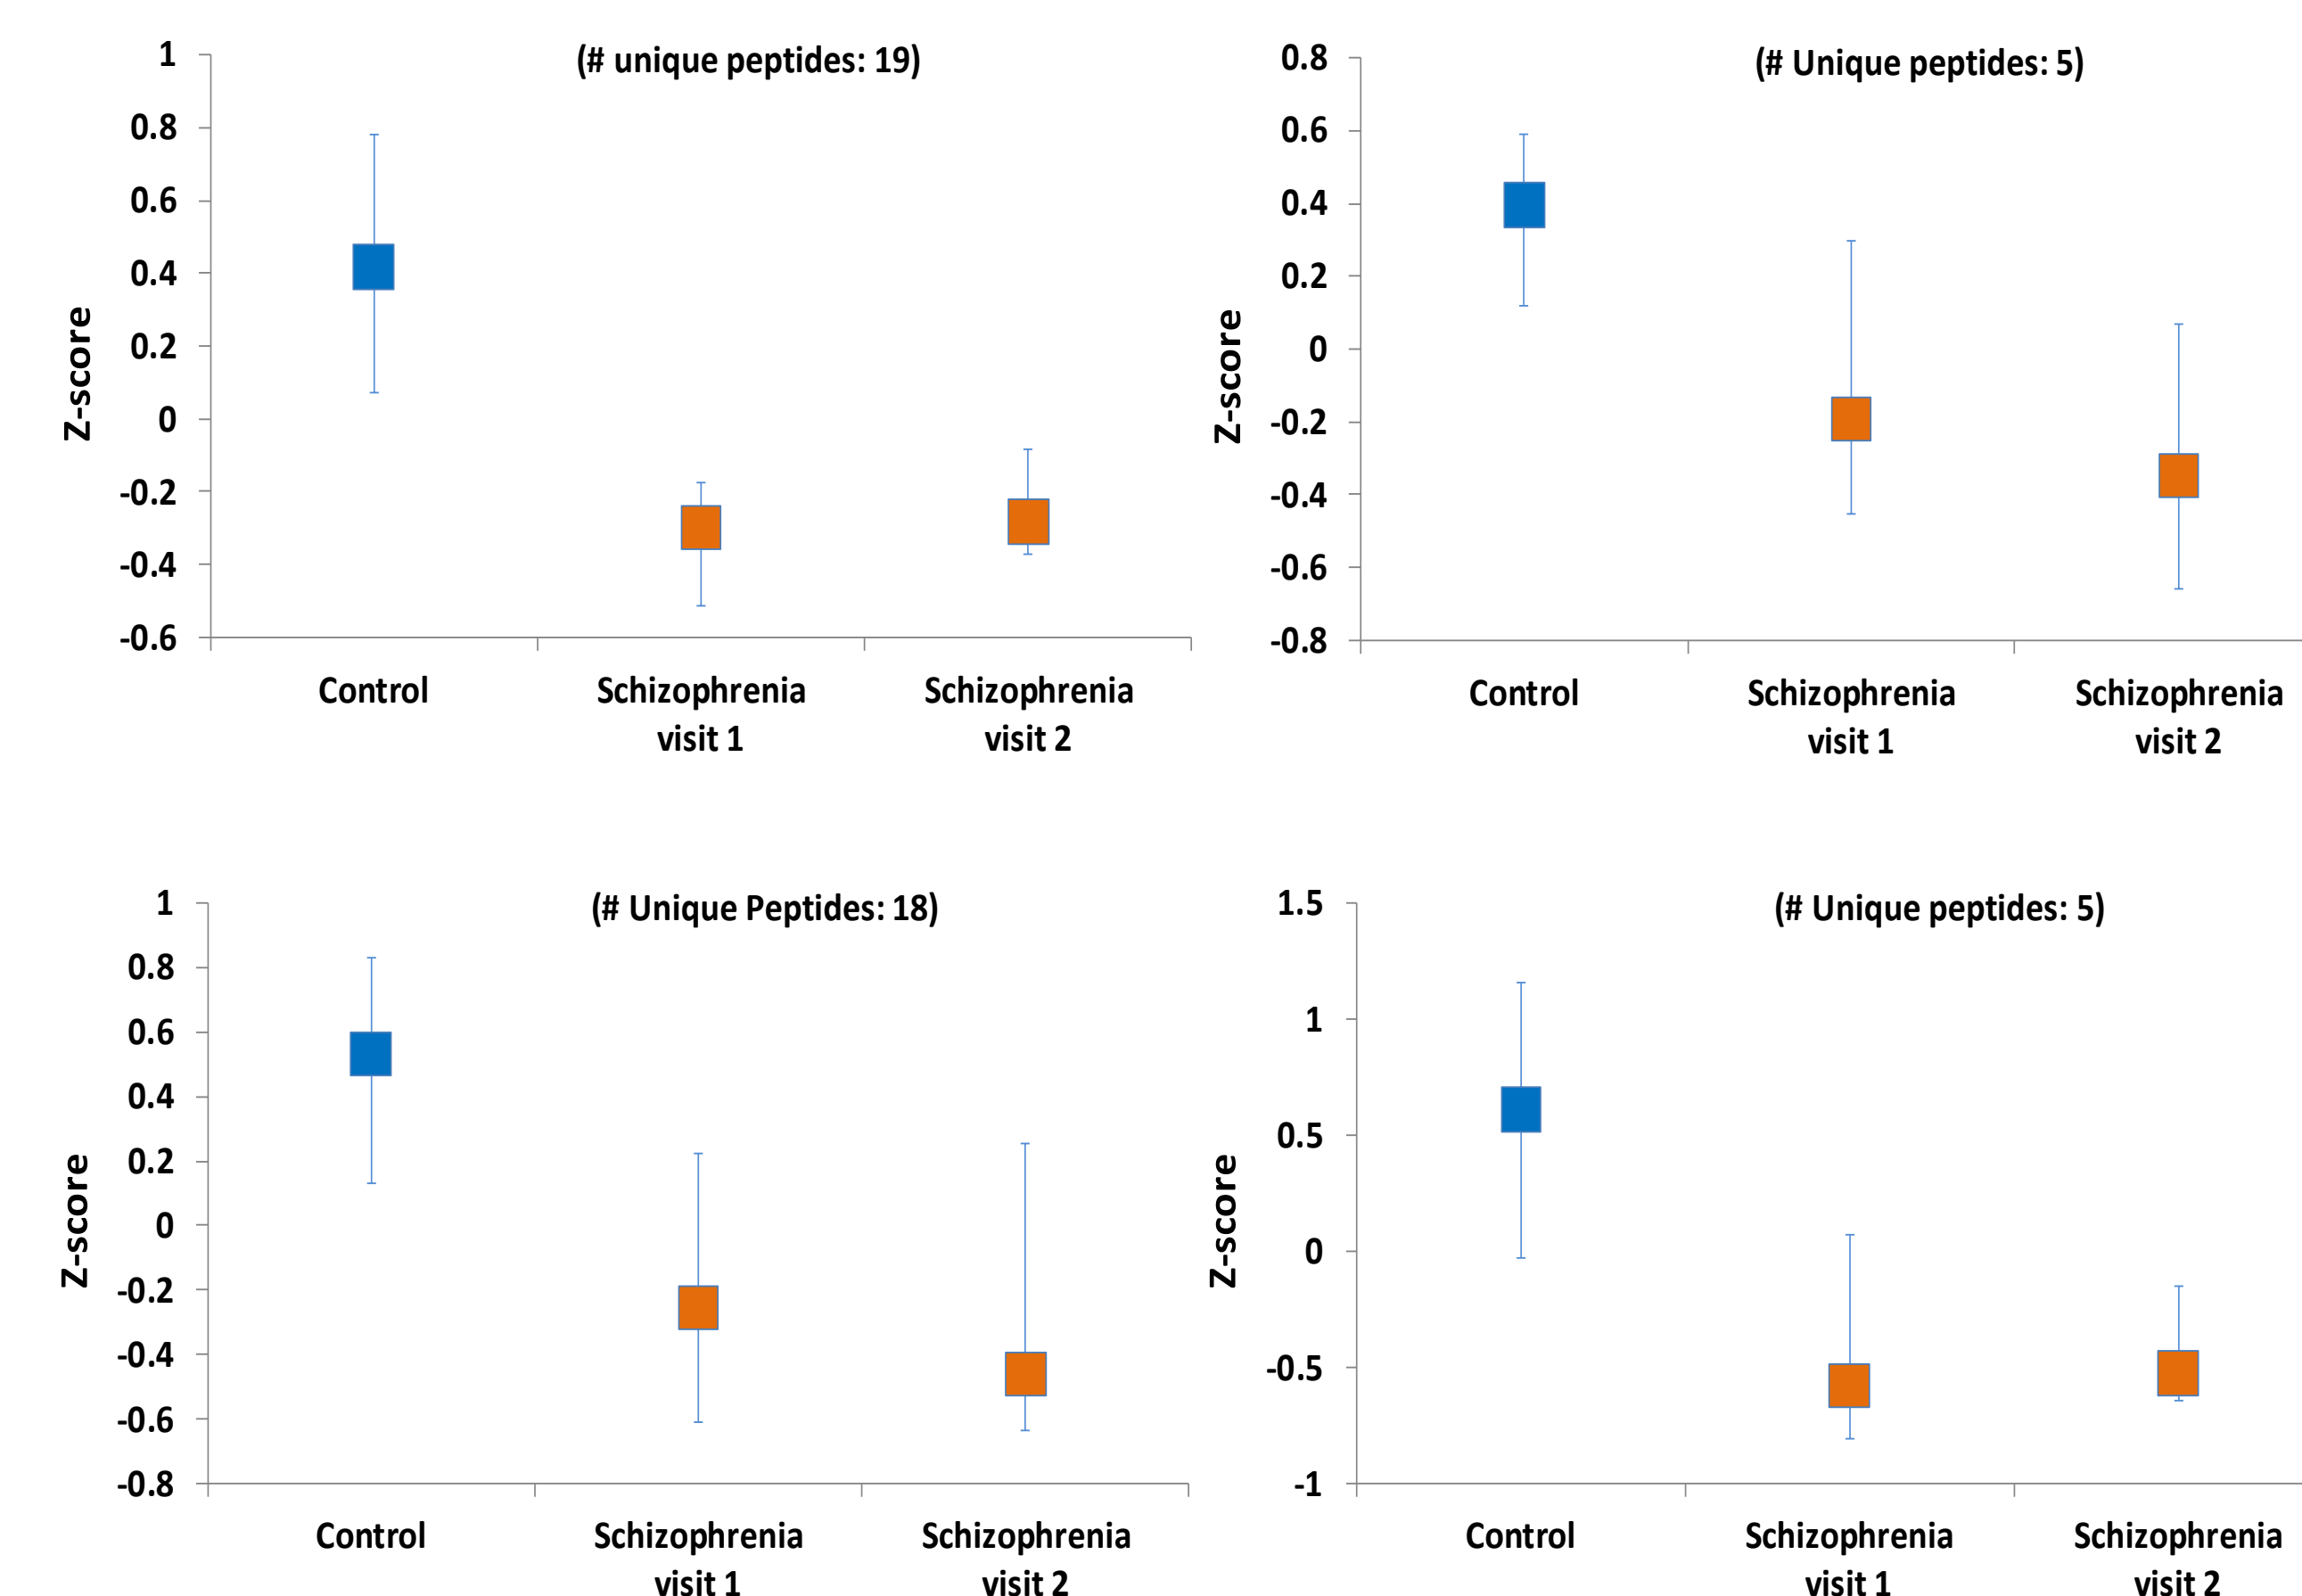 (# unique peptides: 19)
1
0.8
0.6
0.4
0.2
0
-0.2
-0.4
-0.6
Z-score
Control
Schizophrenia
visit 1
Schizophrenia
visit 2
(# Unique peptides: 5)
0.8
0.6
0.4
0.2
0
-0.2
-0.4
-0.6
-0.8
Z-score
Control
Schizophrenia
visit 1
Schizophrenia
visit 2
(# Unique Peptides: 18)
1
0.8
0.6
0.4
0.2
0
-0.2
-0.4
-0.6
-0.8
Z-score
Control
Schizophrenia
visit 1
Schizophrenia
visit 2
(# Unique peptides: 5)
1.5
1
0.5
0
-0.5
-1
Z-score
Control
Schizophrenia
visit 1
Schizophrenia
visit 2